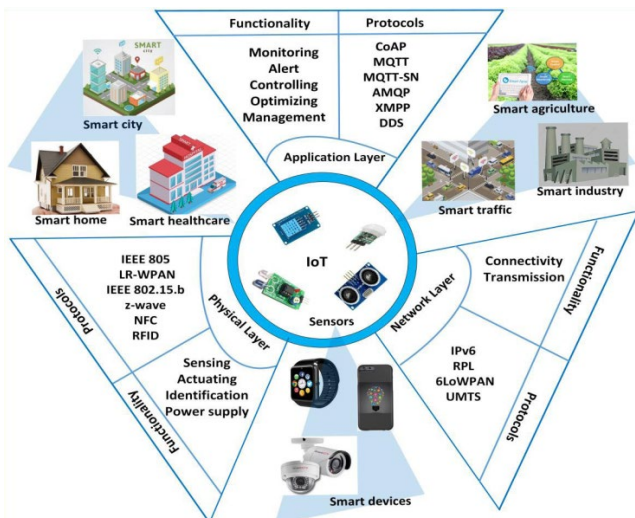 Functionality
Protocols
Monitoring
Alert
Controlling
Optimizing
Management
CoAP
MQTT
MQTT-SN
AMQP
XMPP
DDS
Application Layer
SMART
CITY
Smart city
Smart home
Smart healthcare
Smart agriculture
Smart traffic
Smart industry
IoT
Sensors
Protocols
IEEE 805
LR-WPAN
IEEE 802.15.b
z-wave
NFC
RFID
Physical Layer
Functionality
Sensing
Actuating
Identification
Power supply
Network Layer
Connectivity
Transmission
Functionality
IPv6
RPL
6LoWPAN
UMTS
Protocols
Smart devices